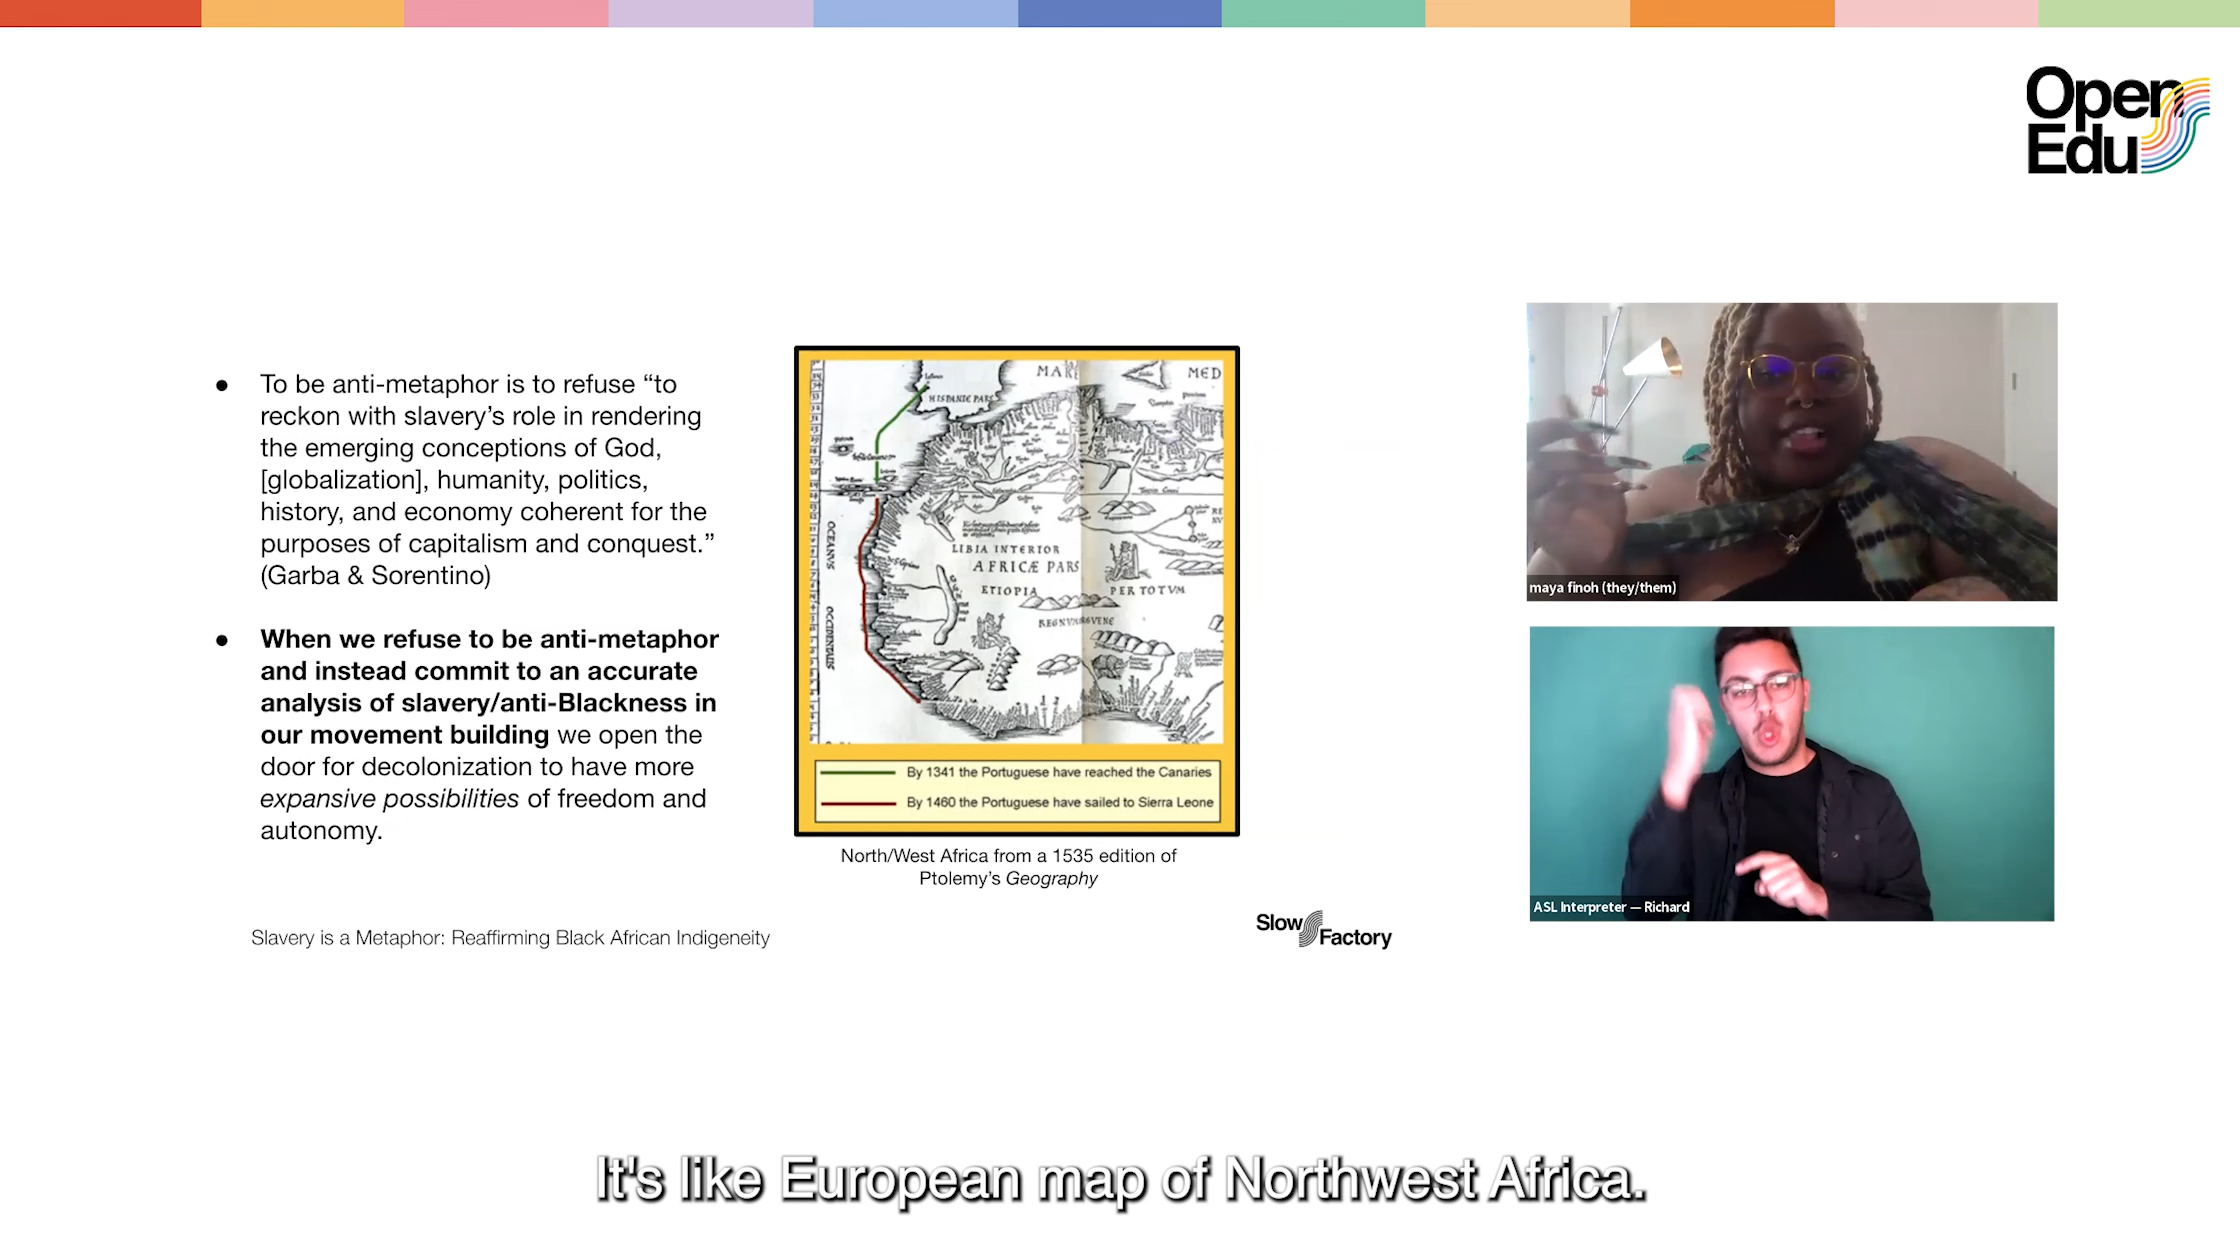 Open
Edu
● To be anti-metaphor is to refuse “to
reckon with slavery’s role in rendering
the emerging conceptions of God,
[globalization], humanity, politics,
history, and economy coherent for the
purposes of capitalism and conquest.”
(Garba & Sorentino)
● When we refuse to be anti-metaphor
and instead commit to an accurate
analysis of slavery/anti-Blackness in
our movement building we open the
door for decolonization to have more
expansive possibilities of freedom and
autonomy.
MARE
MED
HISPANIE PARS
OCEANVS
OCCIDENTALIS
LIBIA INTERIOR
AFRICÆ PARS
ETIOPIA
PER TOTVM
By 1341 the Portuguese have reached the Canaries
By 1460 the Portuguese have sailed to Sierra Leone
North/West Africa from a 1535 edition of
Ptolemy’s Geography
Slavery is a Metaphor: Reaffirming Black African Indigeneity
Slow
Factory
maya finoh (they/them)
ASL Interpreter — Richard
It's like European map of Northwest Africa.